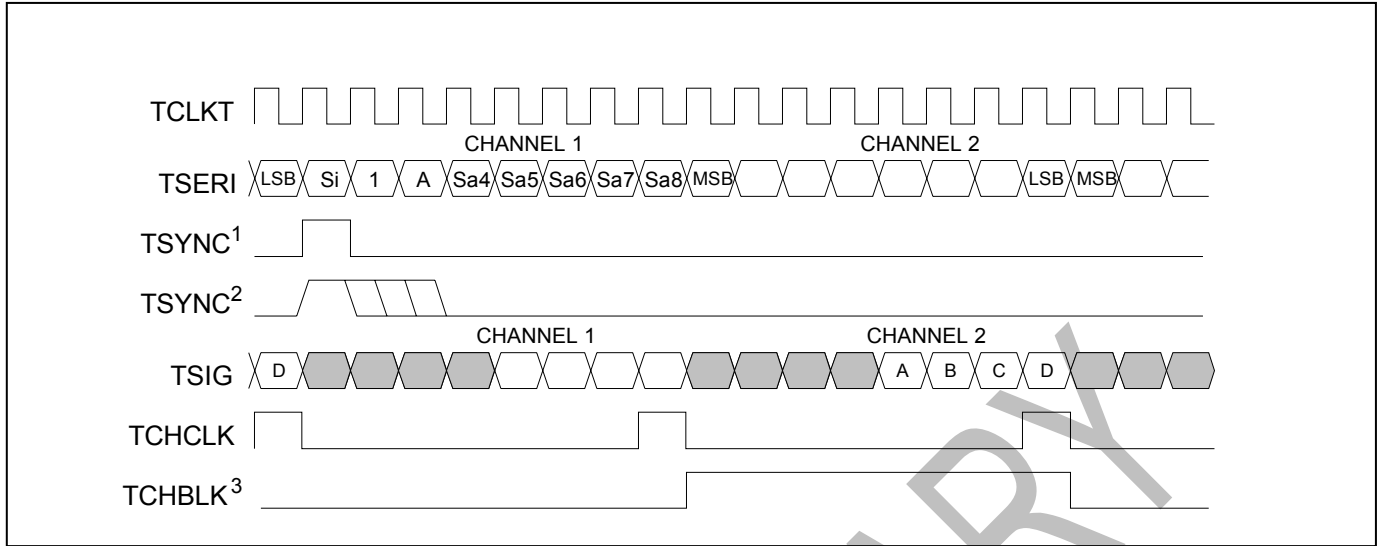 TCLKT
CHANNEL 1 CHANNEL 2
TSERI LSB Si 1 A Sa4 Sa5 Sa6 Sa7 Sa8 MSB LSB MSB
TSYNC1
TSYNC2
CHANNEL 1 CHANNEL 2
TSIG D A B C D
TCHCLK
TCHBLK3